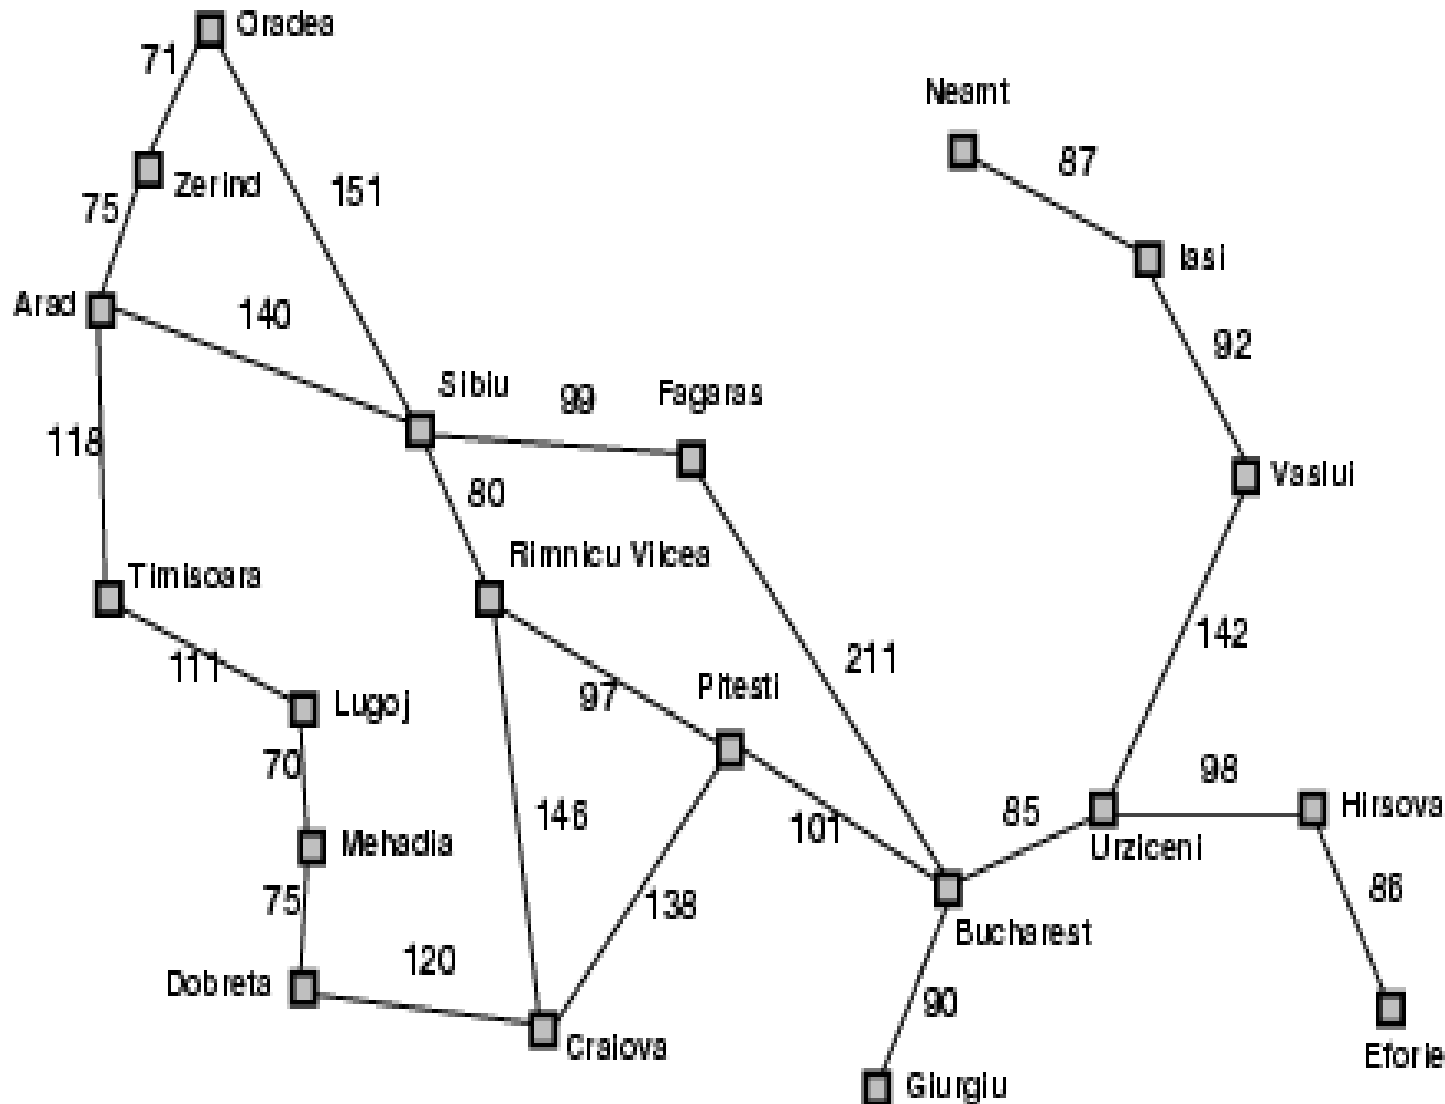 Oradea
71
Neamt
87
Zerind
151
75
Iasi
Arad
140
92
Sibiu
99
Fagaras
118
Vaslui
80
Rimnicu Vilcea
Timisoara
142
211
111
97
Pitesti
Lugoj
70
98
146
101
85
Hirsova
Mehadia
Urziceni
75
138
86
Bucharest
120
Dobreta
90
Craiova
Eforie
Giurgiu